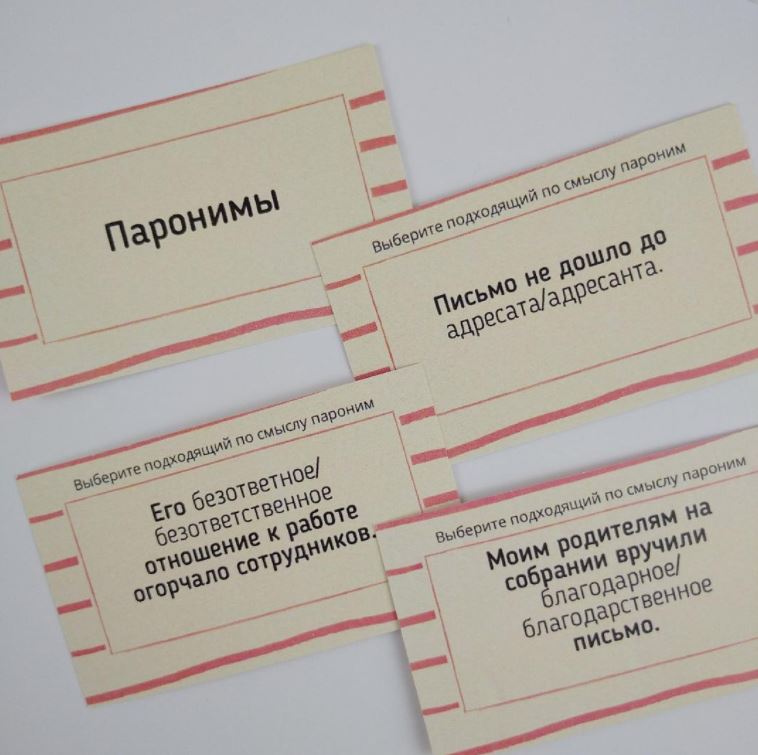 Паронимы
Выберите подходящий по смыслу пароним
Письмо не дошло до
адресата/адресанта.
Выберите подходящий по смыслу пароним
Его безответное/
безответственное
отношение к работе
огорчало сотрудников.
Выберите подходящий по смыслу пароним
Моим родителям на
собрании вручили
благодарное/
благодарственное
письмо.